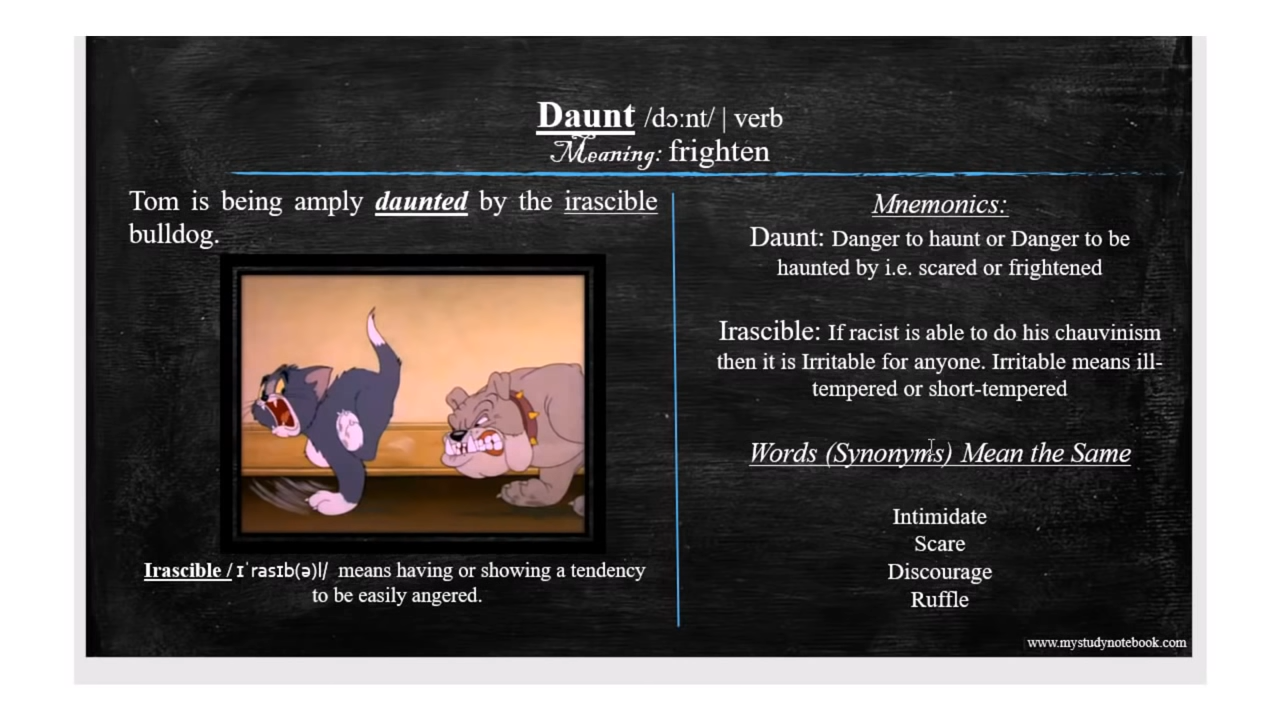 Daunt /dɔːnt/ | verb
Meaning: frighten
Tom is being amply daunted by the irascible
bulldog.
Irascible / ɪˈrasɪb(ə)l/ means having or showing a tendency
to be easily angered.
Mnemonics:
Daunt: Danger to haunt or Danger to be
haunted by i.e. scared or frightened
Irascible: If racist is able to do his chauvinism
then it is Irritable for anyone. Irritable means ill-
tempered or short-tempered
Words (Synonyms) Mean the Same
Intimidate
Scare
Discourage
Ruffle
www.mystudynotebook.com